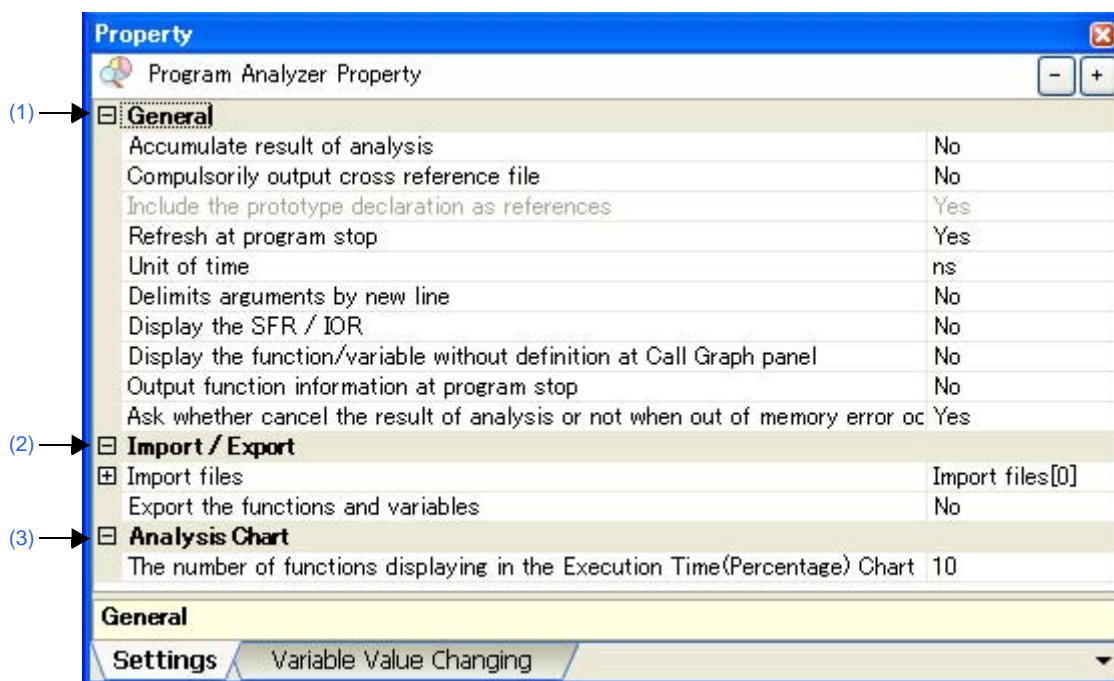 Property
Program Analyzer Property
- +
(1) General
Accumulate result of analysis No
Compulsorily output cross reference file No
Include the prototype declaration as references Yes
Refresh at program stop Yes
Unit of time ns
Delimits arguments by new line No
Display the SFR / IOR No
Display the function/variable without definition at Call Graph panel No
Output function information at program stop No
Ask whether cancel the result of analysis or not when out of memory error oc Yes
(2) Import / Export
Import files Import files[0]
Export the functions and variables No
(3) Analysis Chart
The number of functions displaying in the Execution Time(Percentage) Chart 10
General
Settings Variable Value Changing